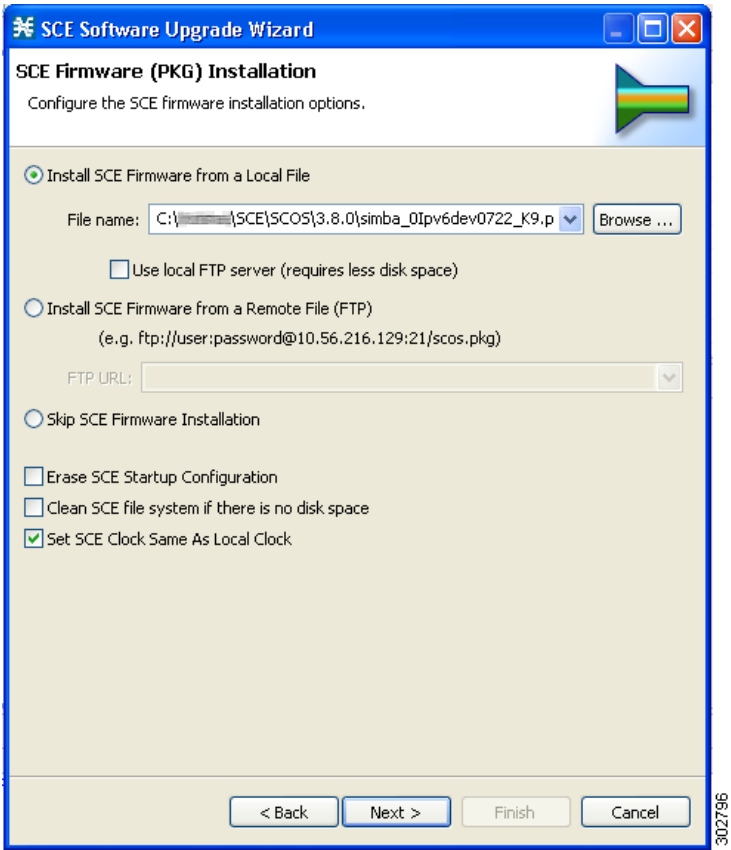 SCE Software Upgrade Wizard
SCE Firmware (PKG) Installation
Configure the SCE firmware installation options.
Install SCE Firmware from a Local File
File name: C:\ \SCE\SCOS\3.8.0\simba_0Ipv6dev0722_K9.p Browse ...
Use local FTP server (requires less disk space)
Install SCE Firmware from a Remote File (FTP)
(e.g. ftp://user:password@10.56.216.129:21/scos.pkg)
FTP URL:
Skip SCE Firmware Installation
Erase SCE Startup Configuration
Clean SCE file system if there is no disk space
Set SCE Clock Same As Local Clock
< Back Next > Finish Cancel
302796